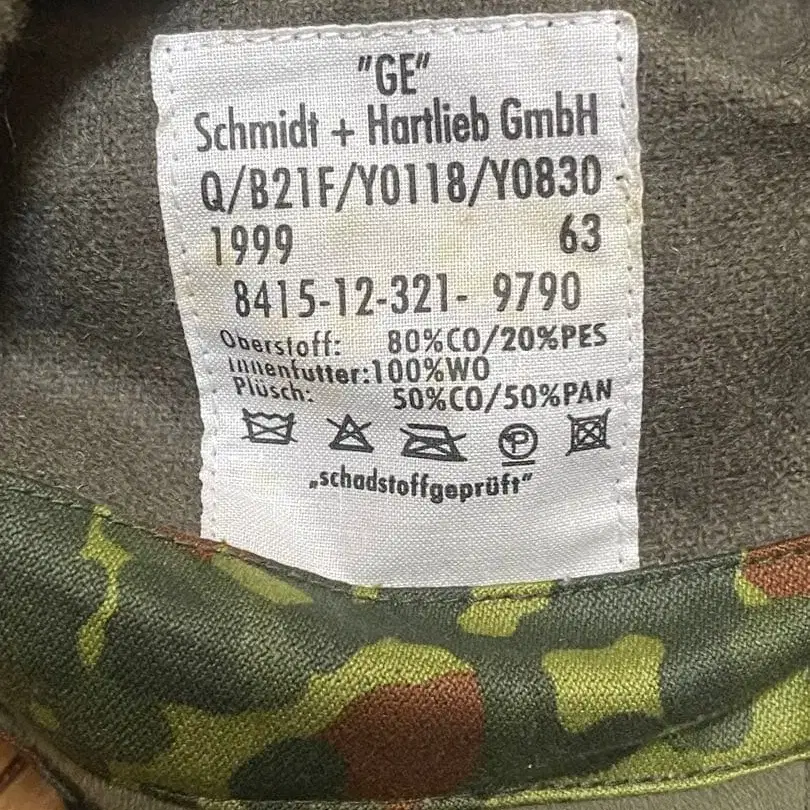 "GE"
Schmidt + Hartlieb GmbH
Q/B21F/Y0118/Y0830
1999 63
8415-12-321- 9790
Oberstoff: 80%CO/20%PES
Innenfutter:100%WO
Plüsch: 50%CO/50%PAN
P
„schadstoffgeprüft"